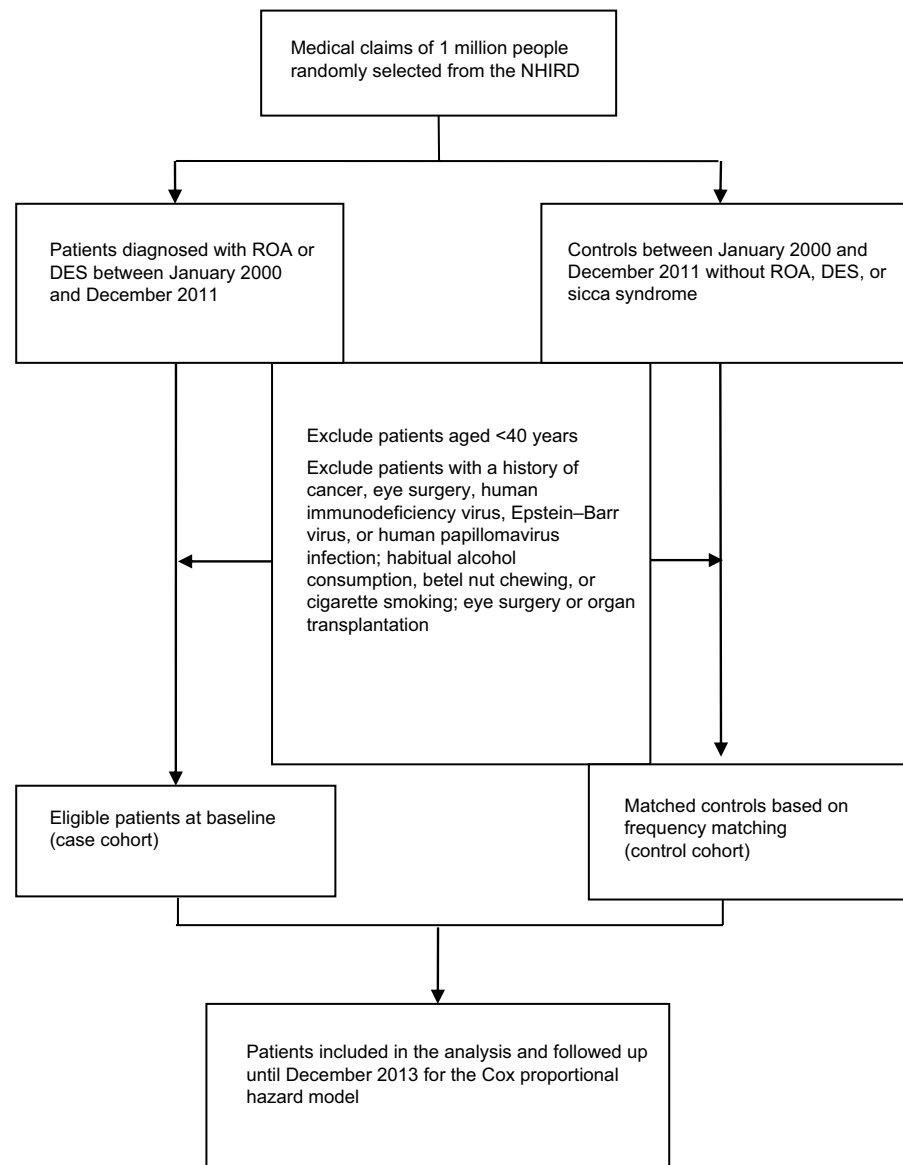 Medical claims of 1 million people
randomly selected from the NHIRD
Patients diagnosed with ROA or
DES between January 2000
and December 2011
Controls between January 2000 and
December 2011 without ROA, DES, or
sicca syndrome
Exclude patients aged <40 years
Exclude patients with a history of
cancer, eye surgery, human
immunodeficiency virus, Epstein–Barr
virus, or human papillomavirus
infection; habitual alcohol
consumption, betel nut chewing, or
cigarette smoking; eye surgery or organ
transplantation
Eligible patients at baseline
(case cohort)
Matched controls based on
frequency matching
(control cohort)
Patients included in the analysis and followed up
until December 2013 for the Cox proportional
hazard model